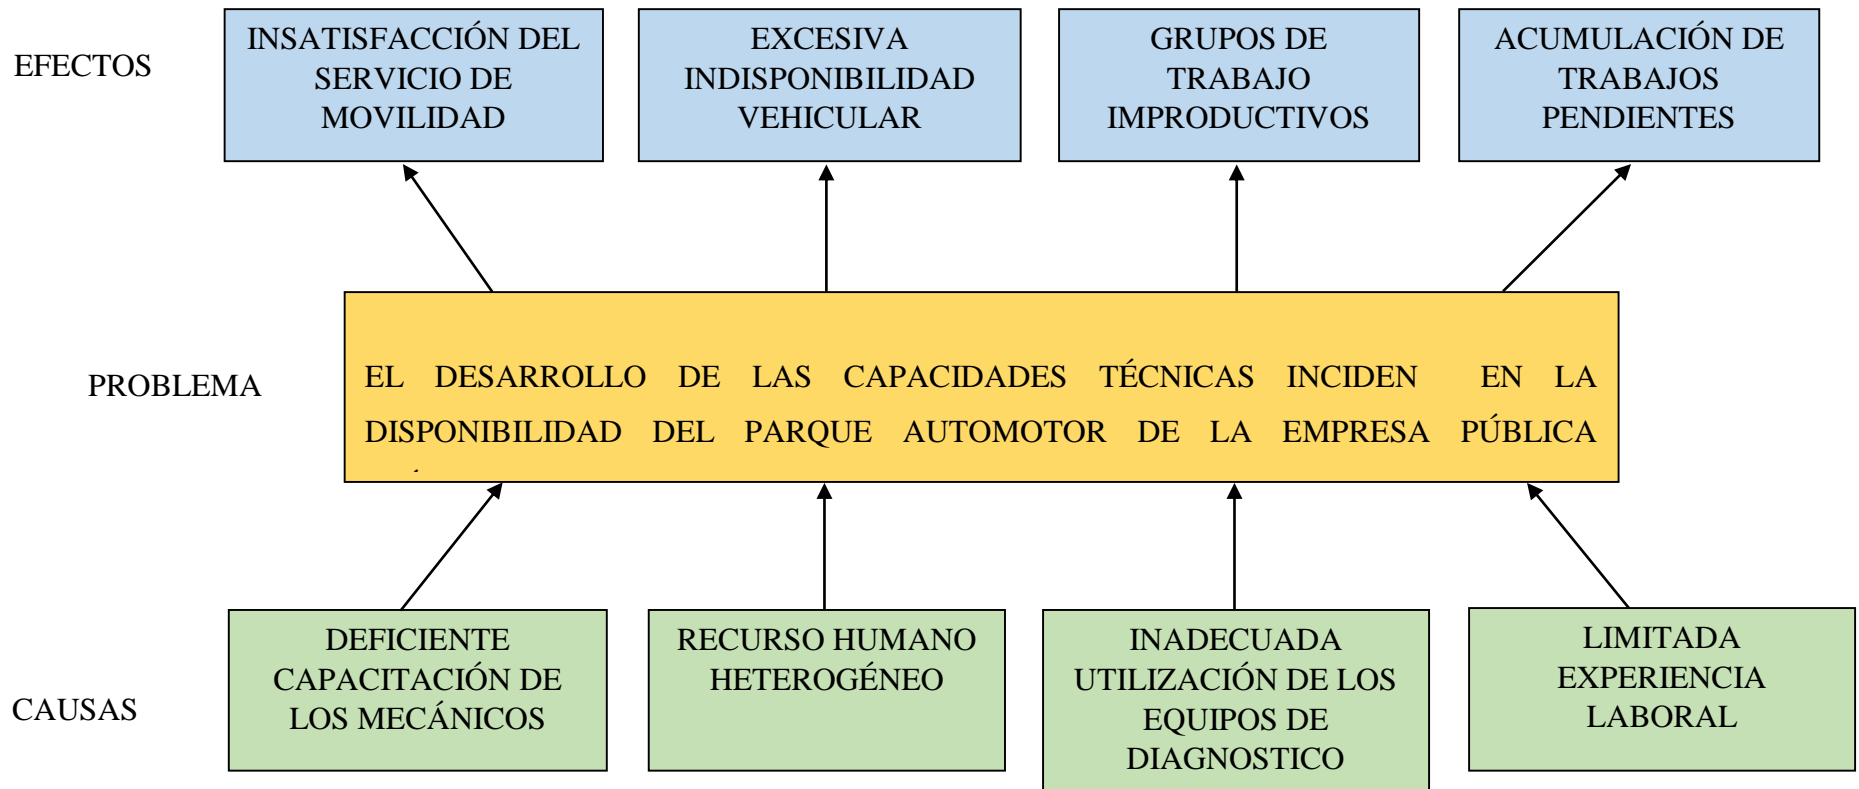 EFECTOS
INSATISFACCIÓN DEL
SERVICIO DE
MOVILIDAD
EXCESIVA
INDISPONIBILIDAD
VEHICULAR
GRUPOS DE
TRABAJO
IMPRODUCTIVOS
ACUMULACIÓN DE
TRABAJOS
PENDIENTES
PROBLEMA
EL DESARROLLO DE LAS CAPACIDADES TÉCNICAS INCIDEN EN LA
DISPONIBILIDAD DEL PARQUE AUTOMOTOR DE LA EMPRESA PÚBLICA
CAUSAS
DEFICIENTE
CAPACITACIÓN DE
LOS MECÁNICOS
RECURSO HUMANO
HETEROGÉNEO
INADECUADA
UTILIZACIÓN DE LOS
EQUIPOS DE
DIAGNOSTICO
LIMITADA
EXPERIENCIA
LABORAL